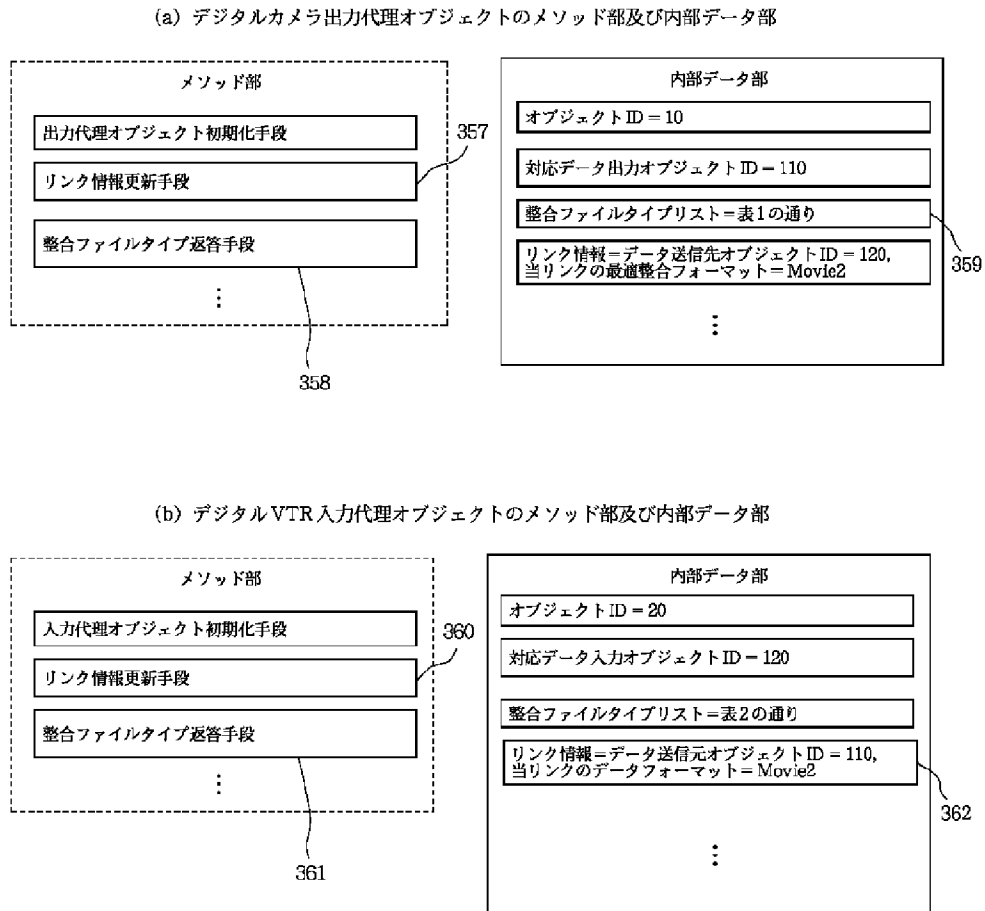 (a) デジタルカメラ出力代理オブジェクトのメソッド部及び内部データ部
メソッド部
出力代理オブジェクト初期化手段
リンク情報更新手段
整合ファイルタイプ返答手段
⋮
357
358
内部データ部
オブジェクトID=10
対応データ出力オブジェクトID=110
整合ファイルタイプリスト=表1の通り
リンク情報=データ送信先オブジェクトID=120,
当リンクの最適整合フォーマット=Movie2
⋮
359
(b) デジタルVTR入力代理オブジェクトのメソッド部及び内部データ部
メソッド部
入力代理オブジェクト初期化手段
リンク情報更新手段
整合ファイルタイプ返答手段
⋮
360
361
内部データ部
オブジェクトID=20
対応データ入力オブジェクトID=120
整合ファイルタイプリスト=表2の通り
リンク情報=データ送信元オブジェクトID=110,
当リンクのデータフォーマット=Movie2
⋮
362